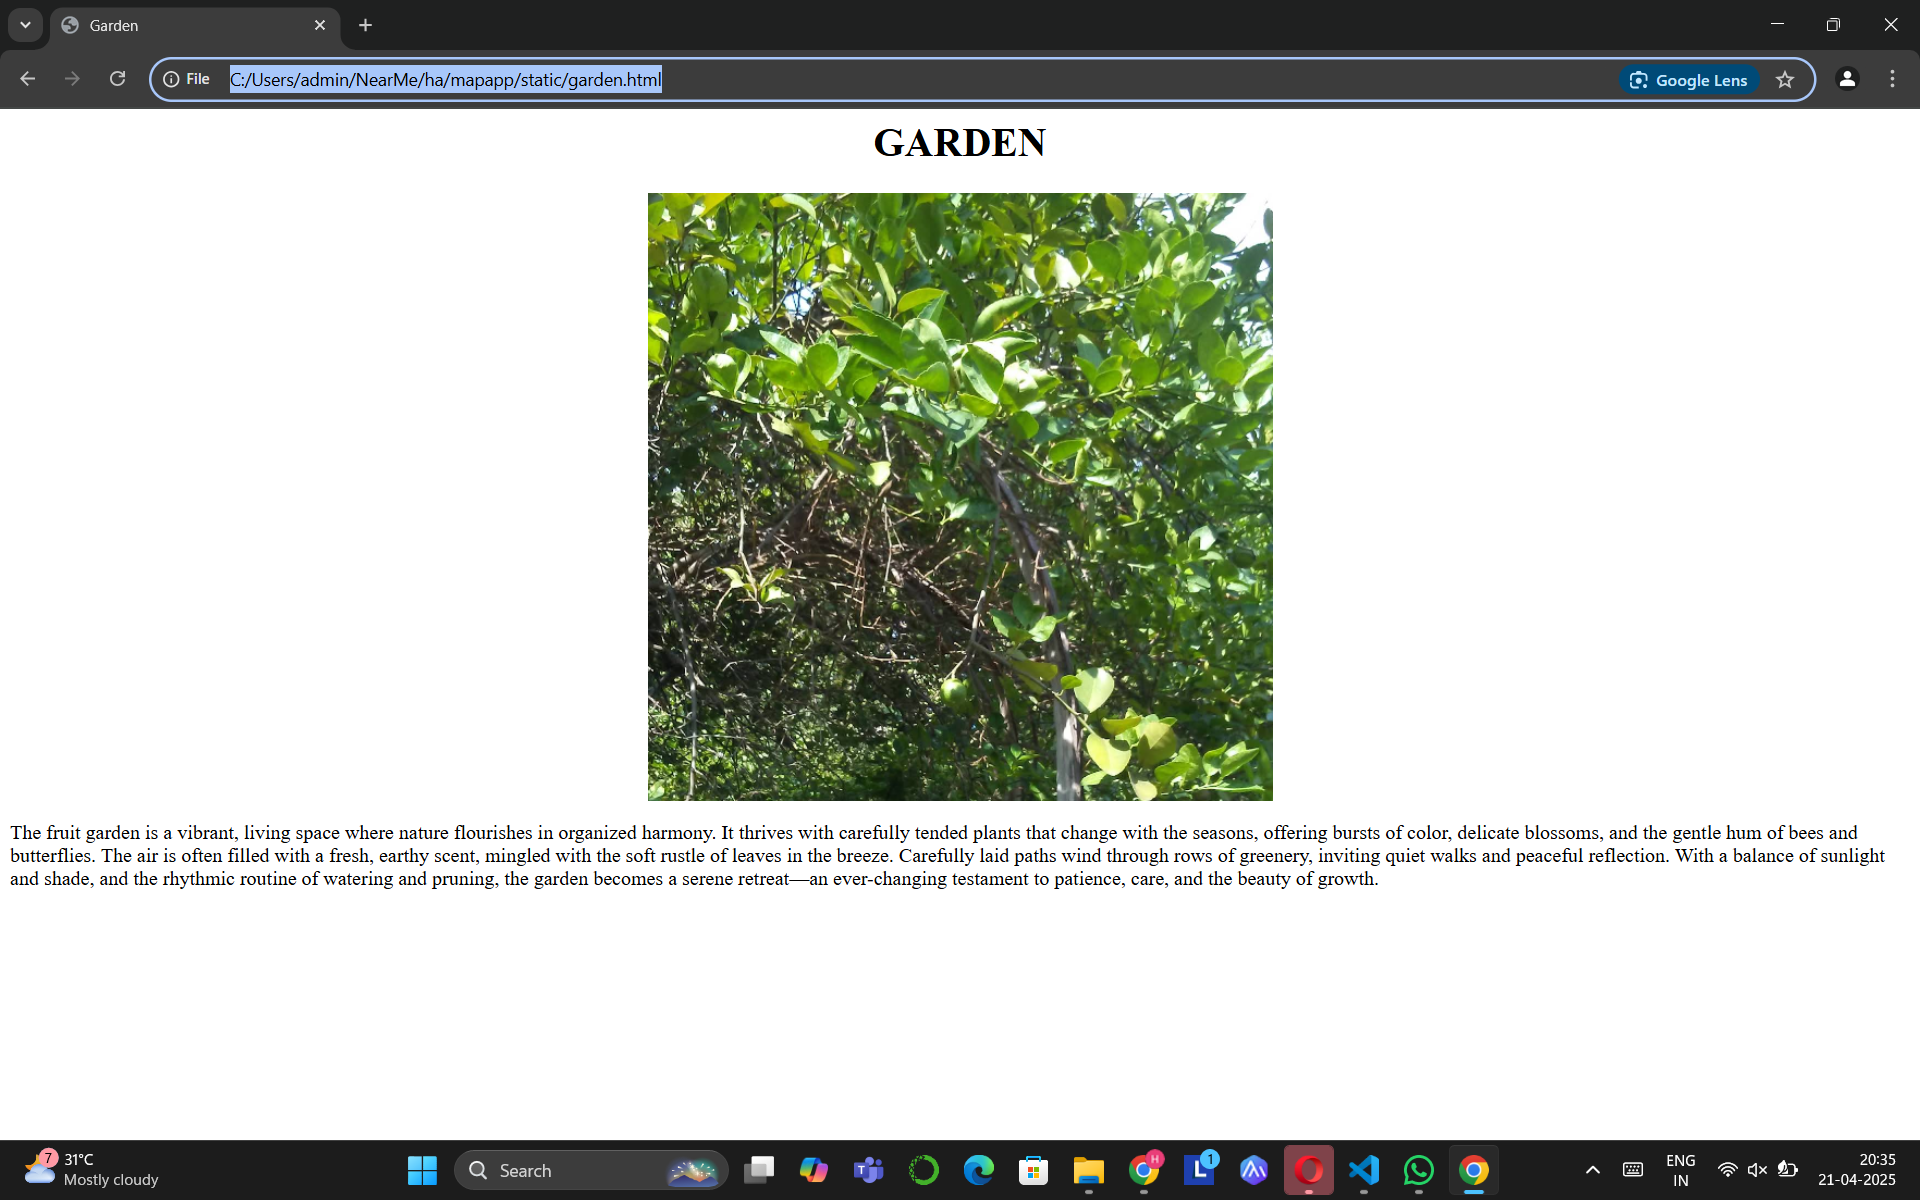 Garden
File
C:/Users/admin/NearMe/ha/mapapp/static/garden.html
Google Lens
GARDEN
The fruit garden is a vibrant, living space where nature flourishes in organized harmony. It thrives with carefully tended plants that change with the seasons, offering bursts of color, delicate blossoms, and the gentle hum of bees and
butterflies. The air is often filled with a fresh, earthy scent, mingled with the soft rustle of leaves in the breeze. Carefully laid paths wind through rows of greenery, inviting quiet walks and peaceful reflection. With a balance of sunlight
and shade, and the rhythmic routine of watering and pruning, the garden becomes a serene retreat—an ever-changing testament to patience, care, and the beauty of growth.
7
31°C
Mostly cloudy
Search
T
H
L
1
ENG
IN
20:35
21-04-2025